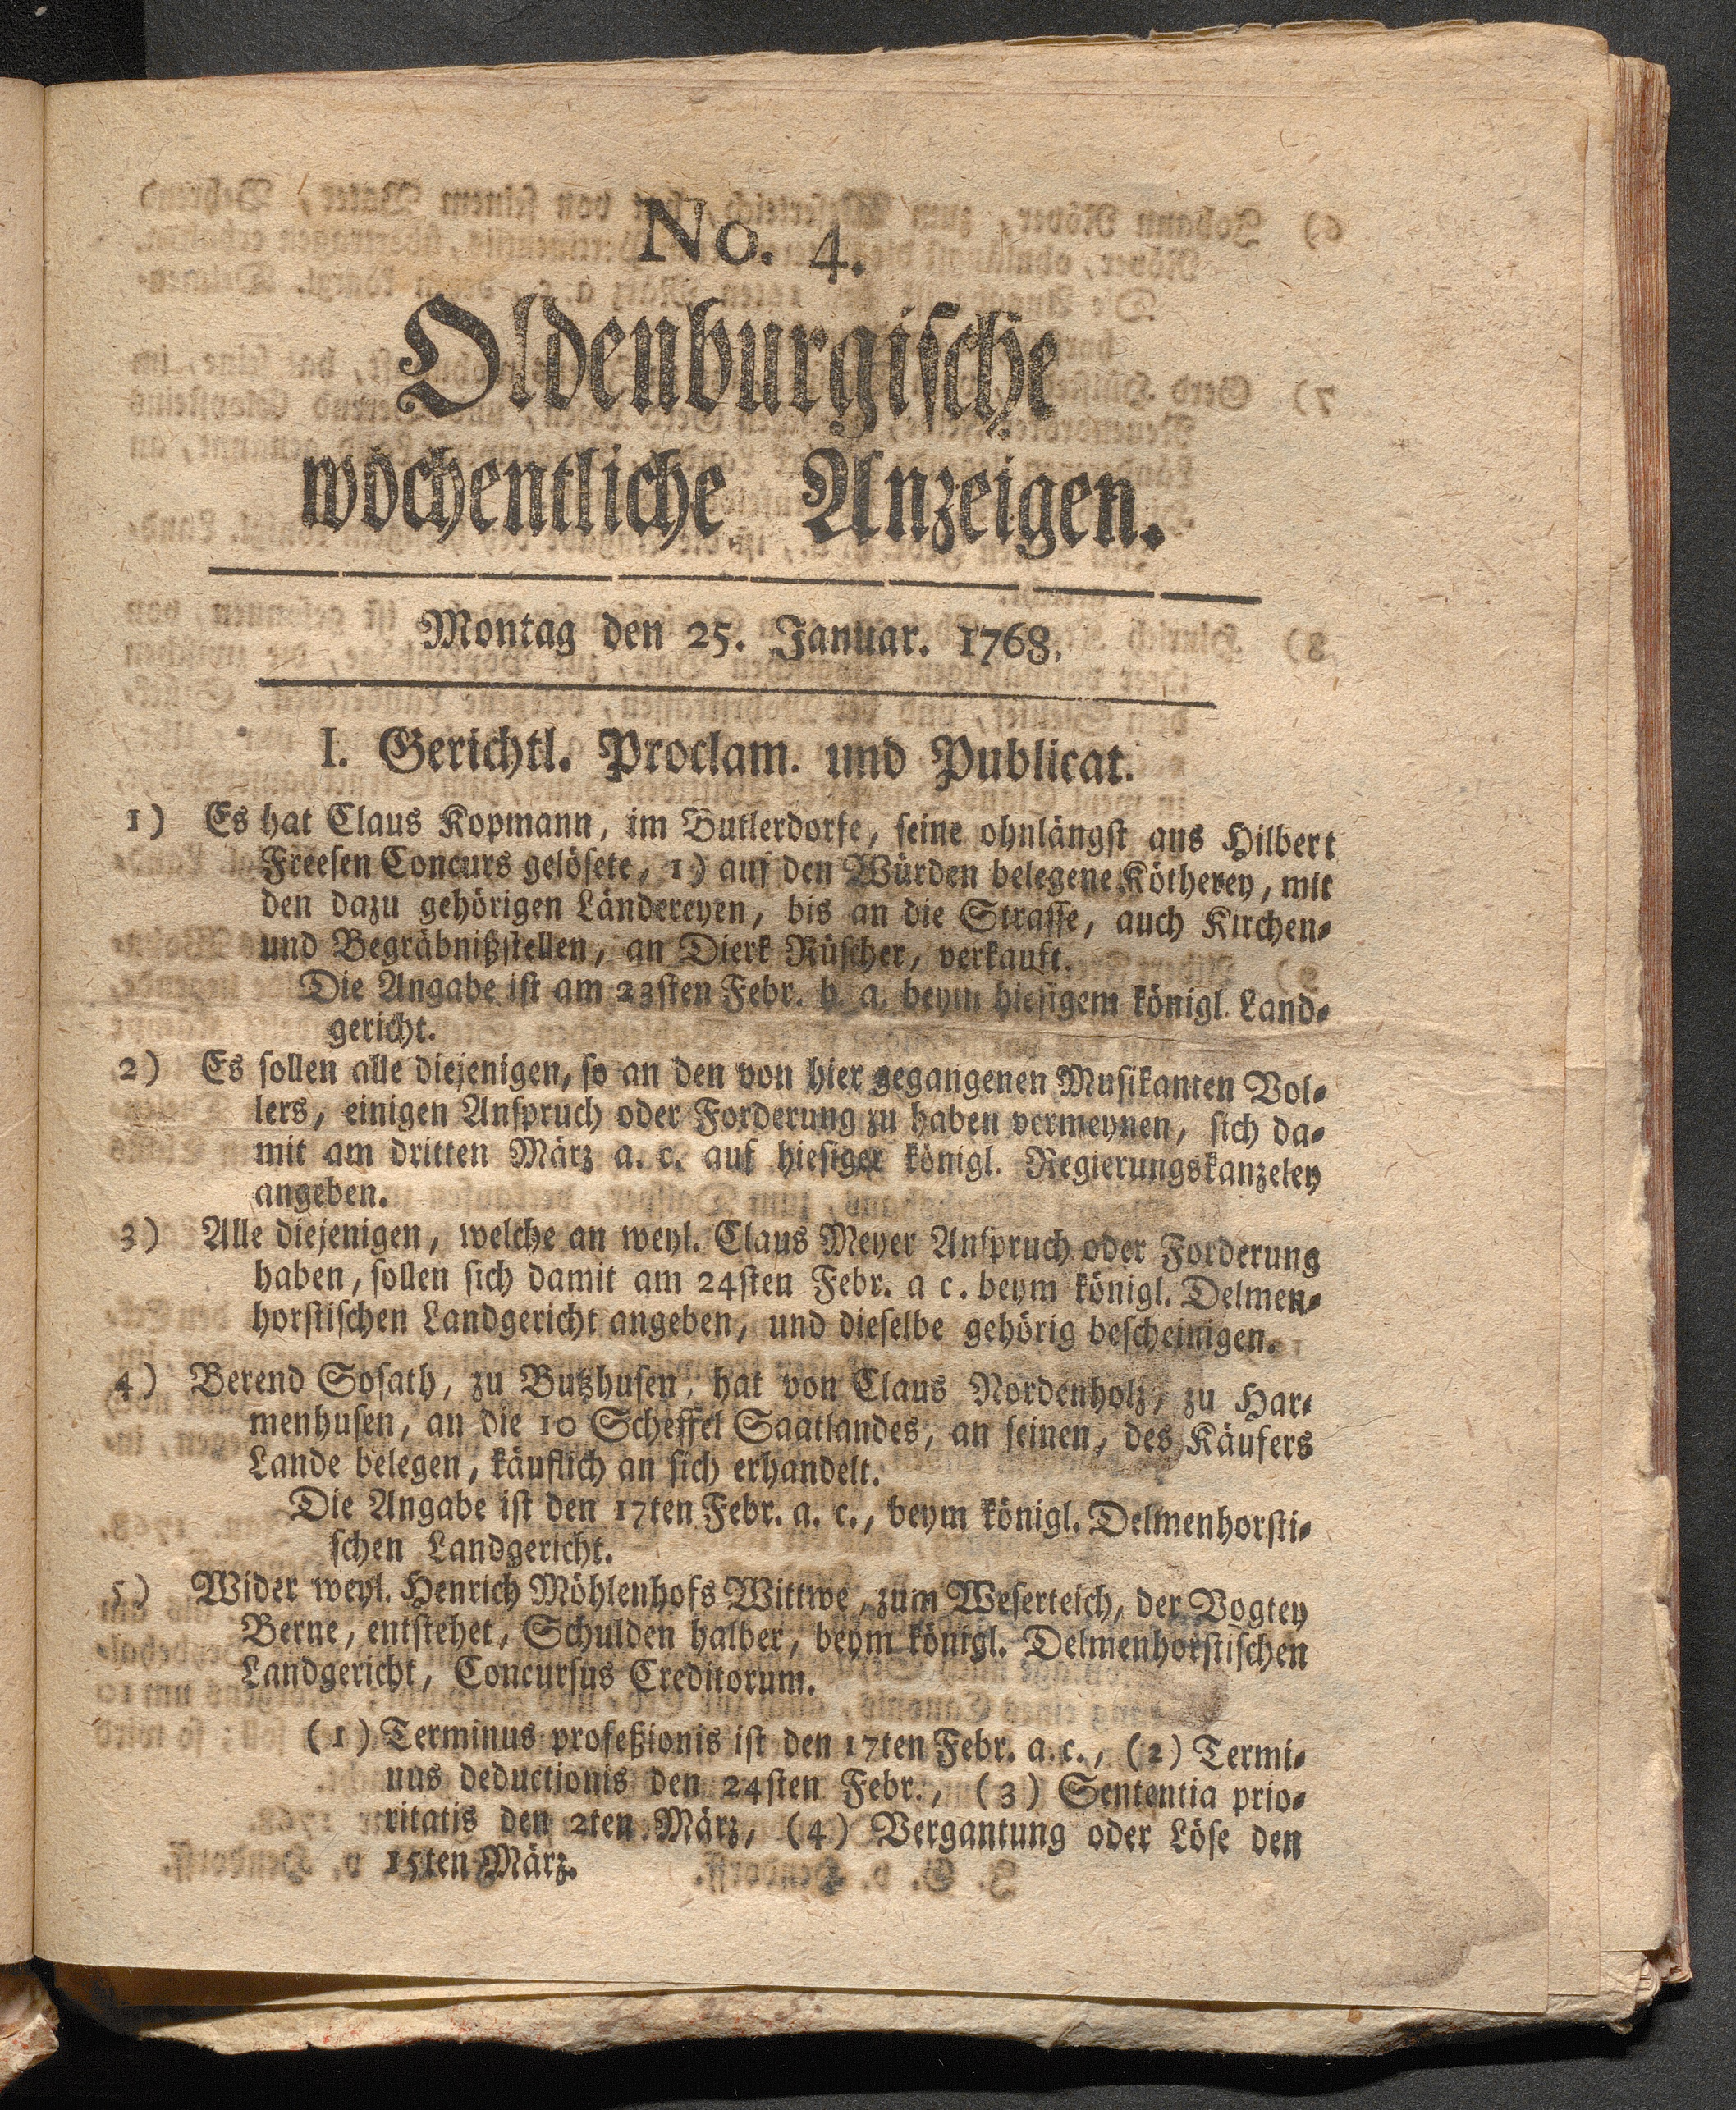 No. 4.
Oldenburgische
wöchentliche Anzeigen.
Montag den 25. Januar. 1768.
I. Gerichtl. Proclam. und Publicat.
1) Es hat Claus Kopmann, im Butlerdorfe, seine ohnlängst aus Hilbert
Freesen Concurs gelösete, 1) auf den Würden belegene Kötherey, mit
den dazu gehörigen Ländereyen, bis an die Strasse, auch Kirchen-
und Begräbnißstellen, an Dierk Rüscher, verkauft.
Die Angabe ist am 23sten Febr. h. a. beym hiesigem königl. Land-
gericht.
2) Es sollen alle diejenigen, so an den von hier gegangenen Musikanten Vol-
lers, einigen Anspruch oder Forderung zu haben vermeynen, sich da-
mit am dritten März a. c. auf hiesiger königl. Regierungskanzeley
angeben.
3) Alle diejenigen, welche an weyl. Claus Meyer Anspruch oder Forderung
haben, sollen sich damit am 24sten Febr. a c. beym königl. Delmen-
horstischen Landgericht angeben, und dieselbe gehörig bescheinigen.
4) Berend Sosath, zu Butzhusen, hat von Claus Nordenholz, zu Har-
menhusen, an die 10 Scheffel Saatlandes, an seinen, des Käufers
Lande belegen, käuflich an sich erhandelt.
Die Angabe ist den 17ten Febr. a. c., beym königl. Delmenhorsti-
schen Landgericht.
5) Wider weyl. Henrich Möhlenhofs Wittwe, zum Weserteich, der Vogtey
Berne, entstehet, Schulden halber, beym königl. Delmenhorstischen
Landgericht, Concursus Creditorum.
(1) Terminus profeßionis ist den 17ten Febr. a. c., (2) Termi-
nus deductionis den 24sten Febr., (3) Sententia prio-
ritatis den 2ten März, (4) Vergantung oder Löse den
15ten März.